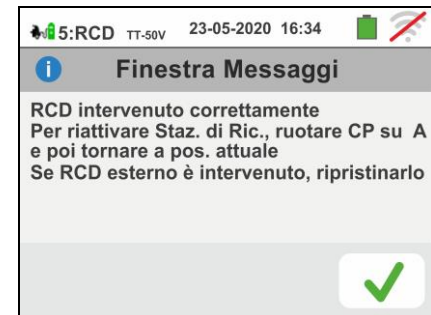 5:RCD TT-50V 23-05-2020 16:34
i Finestra Messaggi
RCD intervenuto correttamente
Per riattivare Staz. di Ric., ruotare CP su A
e poi tornare a pos. attuale
Se RCD esterno è intervenuto, ripristinarlo